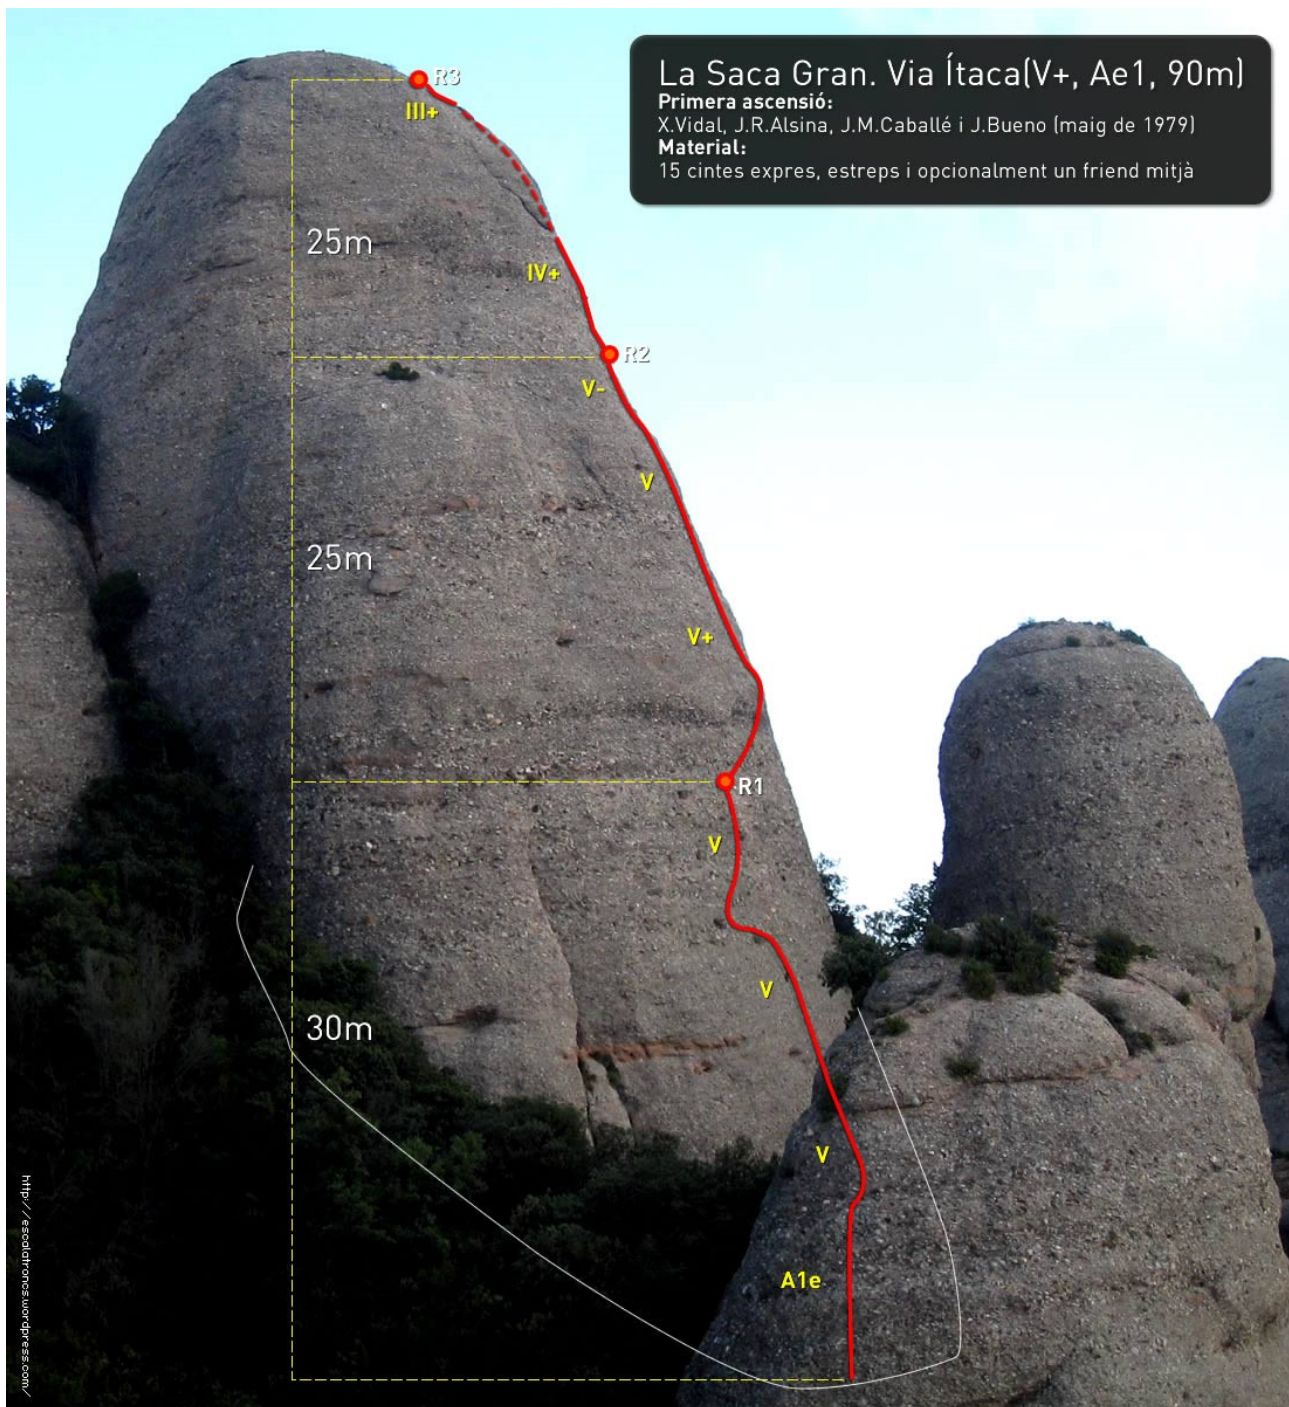 La Saca Gran. Via Ítaca(V+, Ae1, 90m)
Primera ascensió:
X.Vidal, J.R.Alsina, J.M.Caballé i J.Bueno (maig de 1979)
Material:
15 cintes expres, estreps i opcionalment un friend mitjà
R3
III+
25m
IV+
R2
V-
V
25m
V+
R1
V
V
30m
V
A1e
http://escalatroncs.wordpress.com/